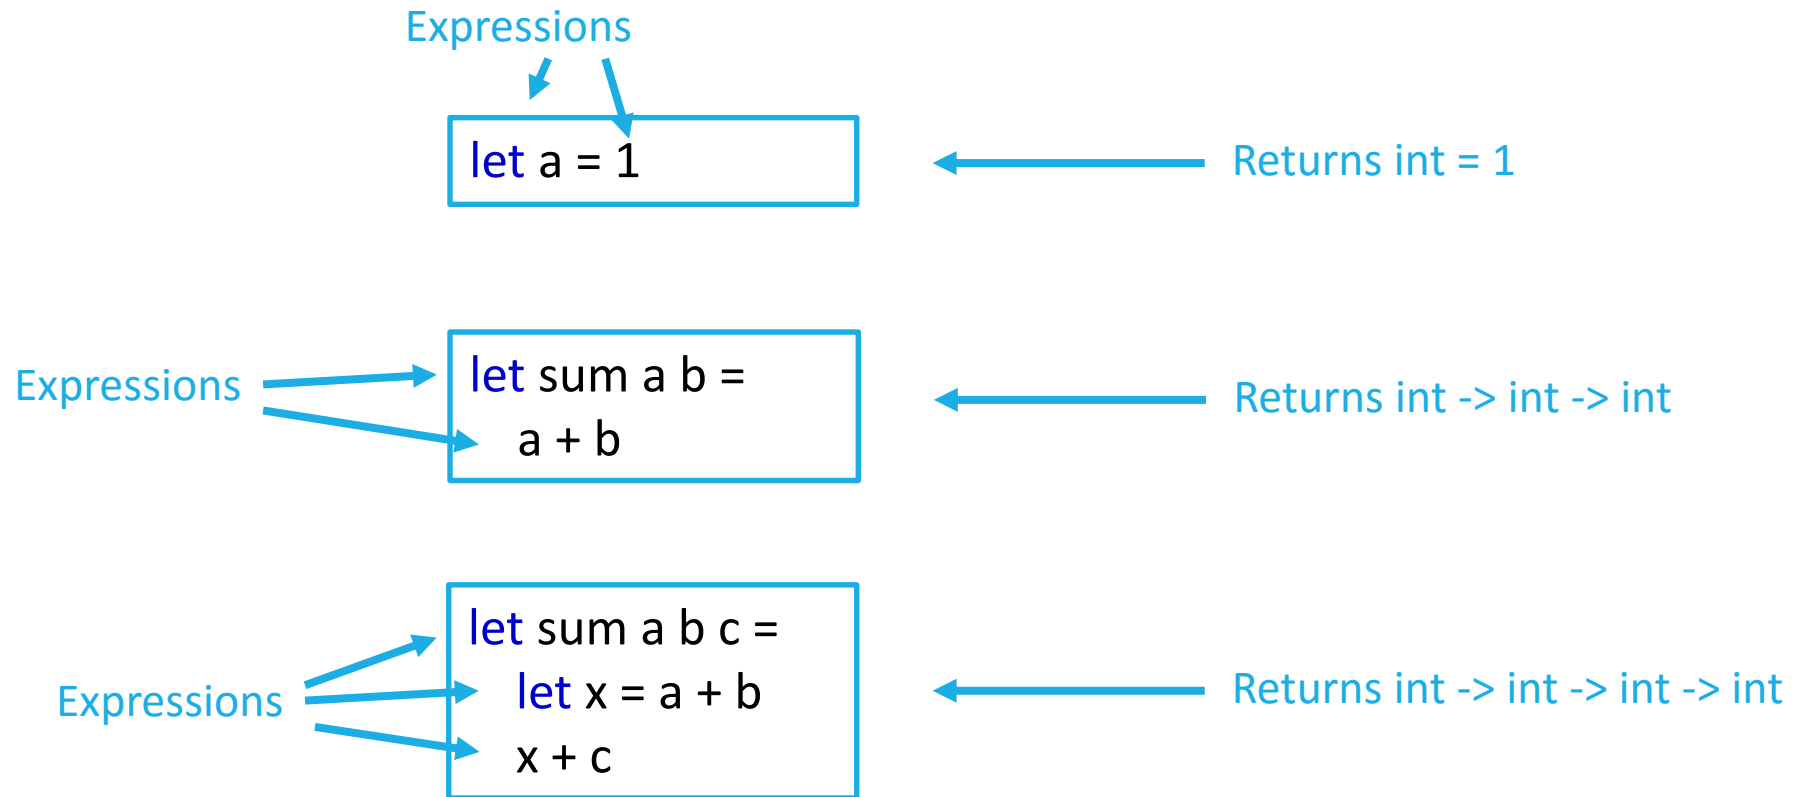 Expressions
let a = 1
Returns int = 1
Expressions
let sum a b =
a + b
Returns int -> int -> int
Expressions
let sum a b c =
let x = a + b
x + c
Returns int -> int -> int -> int